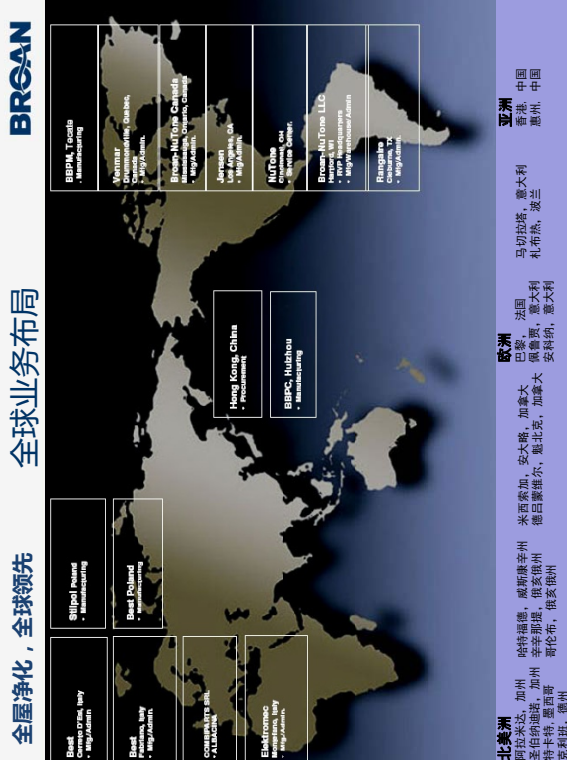 全屋净化，全球领先
全球业务布局
BROAN
Best
Cerreto D'Esi, Italy
• Mfg/Admin
Best
Fabriano, Italy
• Mfg/Admin.
COMBIPARTS SRL
• ALBACINA
Elektromec
Montefano, Italy
• Mfg/Admin.
Stilpol Poland
• Manufacturing
Best Poland
• Manufacturing
Hong Kong, China
• Procurement
BBPC, Huizhou
• Manufacturing
BBPM, Tecate
• Manufacturing
Venmar
Drummondville, Quebec,
Canada
• Mfg/Admin.
Broan-NuTone Canada
Mississauga, Ontario, Canada
• Mfg/Admin.
Jensen
Los Angeles, CA
• Mfg/Admin.
NuTone
Cincinnati, OH
• Service Center.
Broan-NuTone LLC
Hartford, WI
• RVP Headquarters
• Mfg/Warehouse/Admin
Rangaire
Cleburne, TX
• Mfg/Admin.
北美洲
阿拉米达，加州
圣伯纳迪诺，加州
特卡特，墨西哥
克利班，德州
哈特福德，威斯康辛州
辛辛那提，俄亥俄州
哥伦布，俄亥俄州
米西索加，安大略，加拿大
德吕蒙维尔，魁北克，加拿大
欧洲
巴黎，法国
佩鲁贾，意大利
安科纳，意大利
马切拉塔，意大利
札布热，波兰
亚洲
香港，中国
惠州，中国